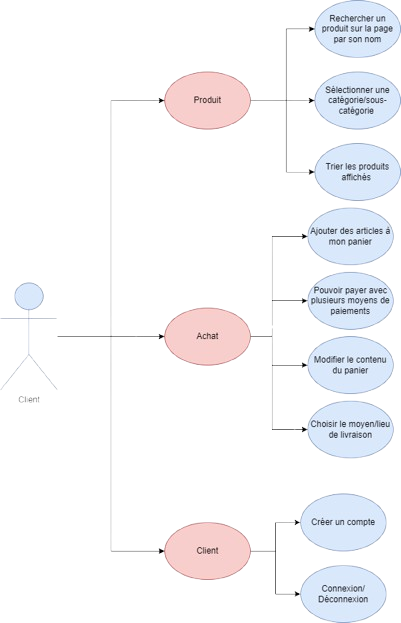 Rechercher un
produit sur la page
par son nom
Produit
Sélectionner une
catégorie/sous-
catégorie
Trier les produits
affichés
Ajouter des articles à
mon panier
Pouvoir payer avec
plusieurs moyens de
paiements
Achat
Modifier le contenu
du panier
Client
Choisir le moyen/lieu
de livraison
Créer un compte
Client
Connexion/
Déconnexion